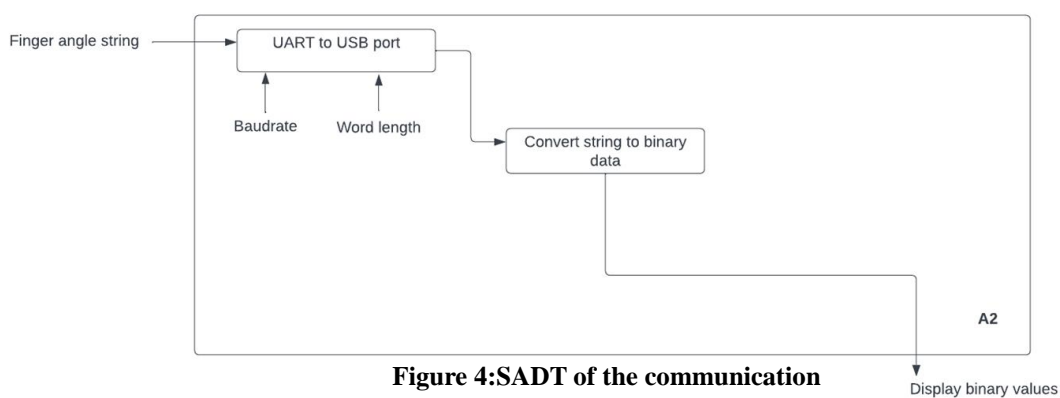 Finger angle string
UART to USB port
Baudrate
Word length
Convert string to binary
data
A2
Figure 4:SADT of the communication
Display binary values